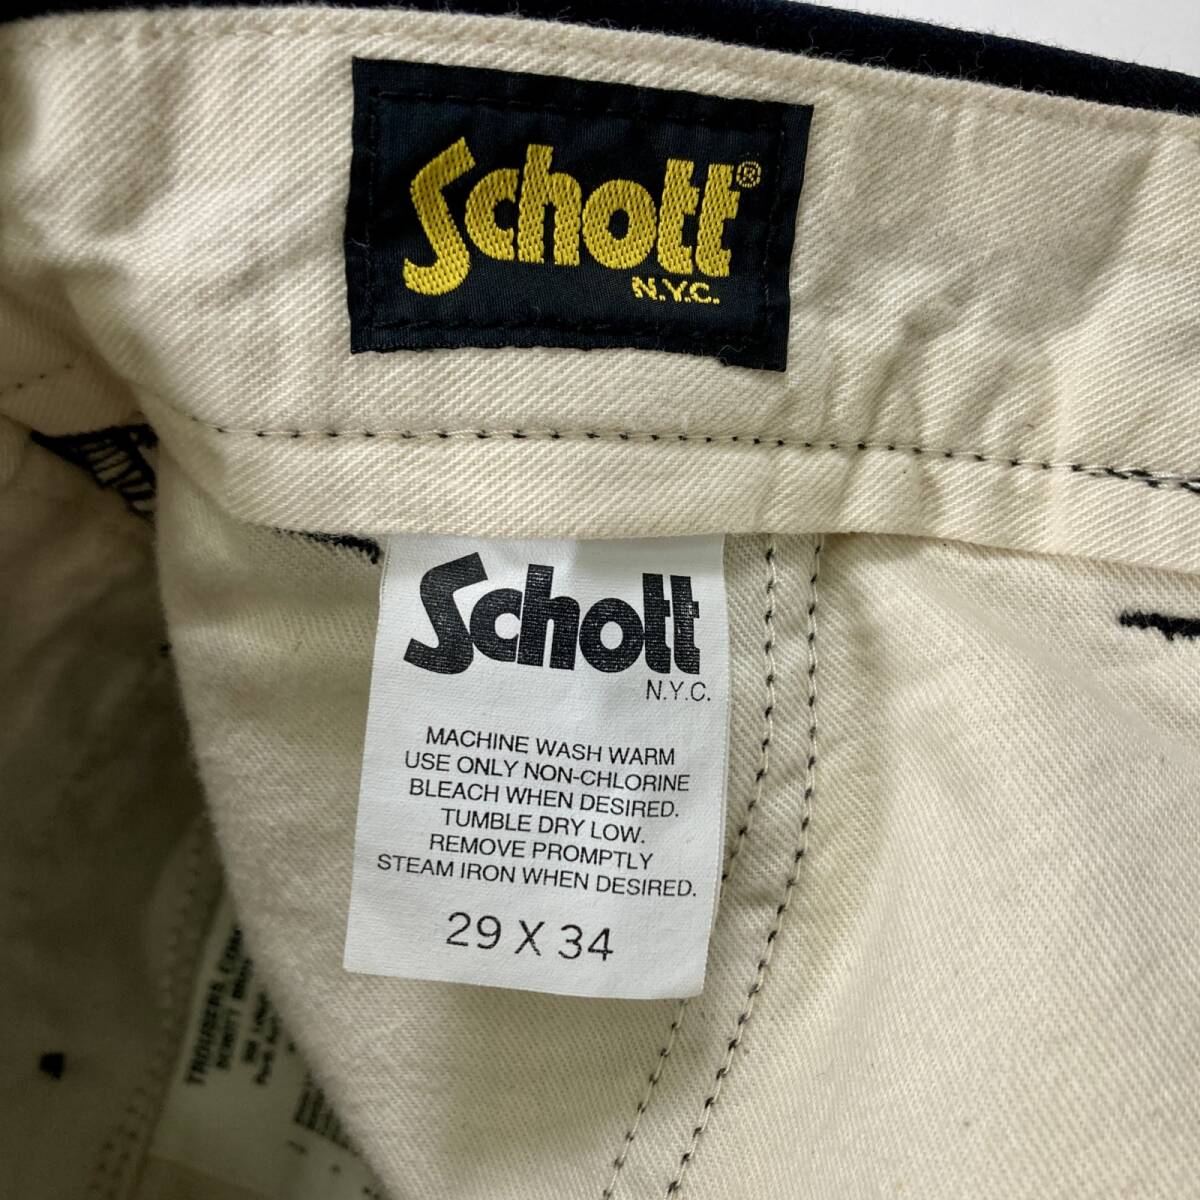 Schott®
N.Y.C.
Schott
N.Y.C.
MACHINE WASH WARM
USE ONLY NON-CHLORINE
BLEACH WHEN DESIRED.
TUMBLE DRY LOW.
REMOVE PROMPTLY
STEAM IRON WHEN DESIRED.
29 X 34
TROUSERS